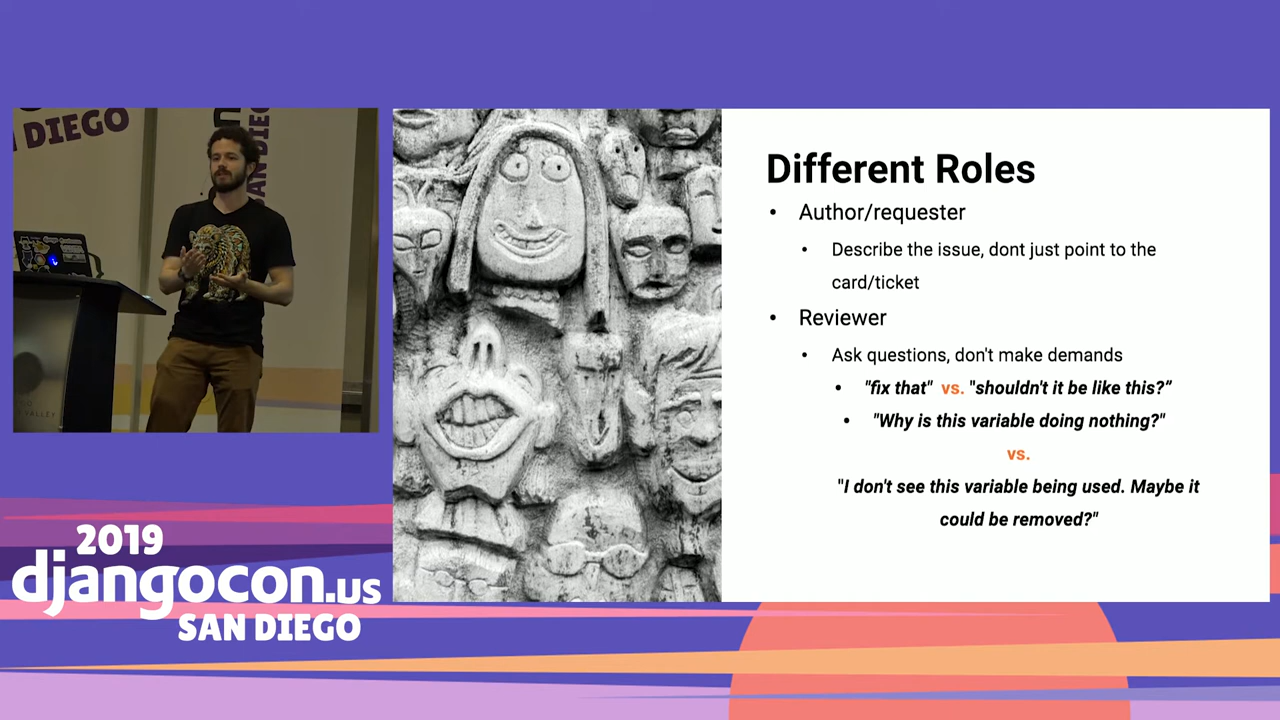 DIEGO
SAN DIEGO
Different Roles
• Author/requester
• Describe the issue, dont just point to the
card/ticket
• Reviewer
• Ask questions, don't make demands
• "fix that" vs. "shouldn't it be like this?”
• "Why is this variable doing nothing?"
vs.
"I don't see this variable being used. Maybe it
could be removed?"
2019
djangocon.us
SAN DIEGO